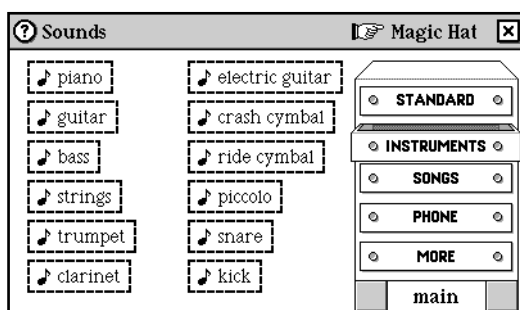 Sounds
Magic Hat
piano
guitar
bass
strings
trumpet
clarinet
electric guitar
crash cymbal
ride cymbal
piccolo
snare
kick
STANDARD
INSTRUMENTS
SONGS
PHONE
MORE
main